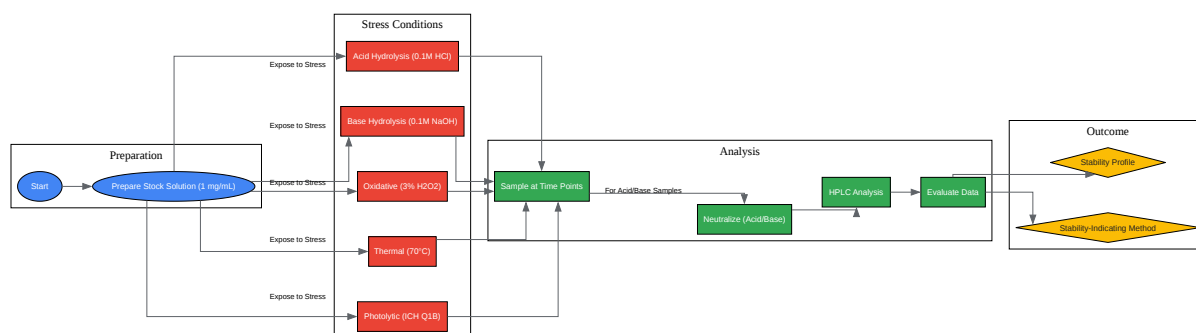 Stress Conditions
Acid Hydrolysis (0.1M HCl)
Expose to Stress
Base Hydrolysis (0.1M NaOH)
Expose to Stress
Preparation
Start
Prepare Stock Solution (1 mg/mL)
Expose to Stress
Oxidative (3% H2O2)
Expose to Stress
Thermal (70°C)
Expose to Stress
Photolytic (ICH Q1B)
Analysis
Sample at Time Points
For Acid/Base Samples
Neutralize (Acid/Base)
HPLC Analysis
Evaluate Data
Outcome
Stability Profile
Stability-Indicating Method